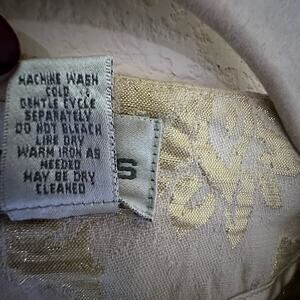 MACHINE WASH
COLD
GENTLE CYCLE
SEPARATELY
DO NOT BLEACH
LINE DRY
WARM IRON AS
NEEDED
MAY BE DRY
CLEANED
S